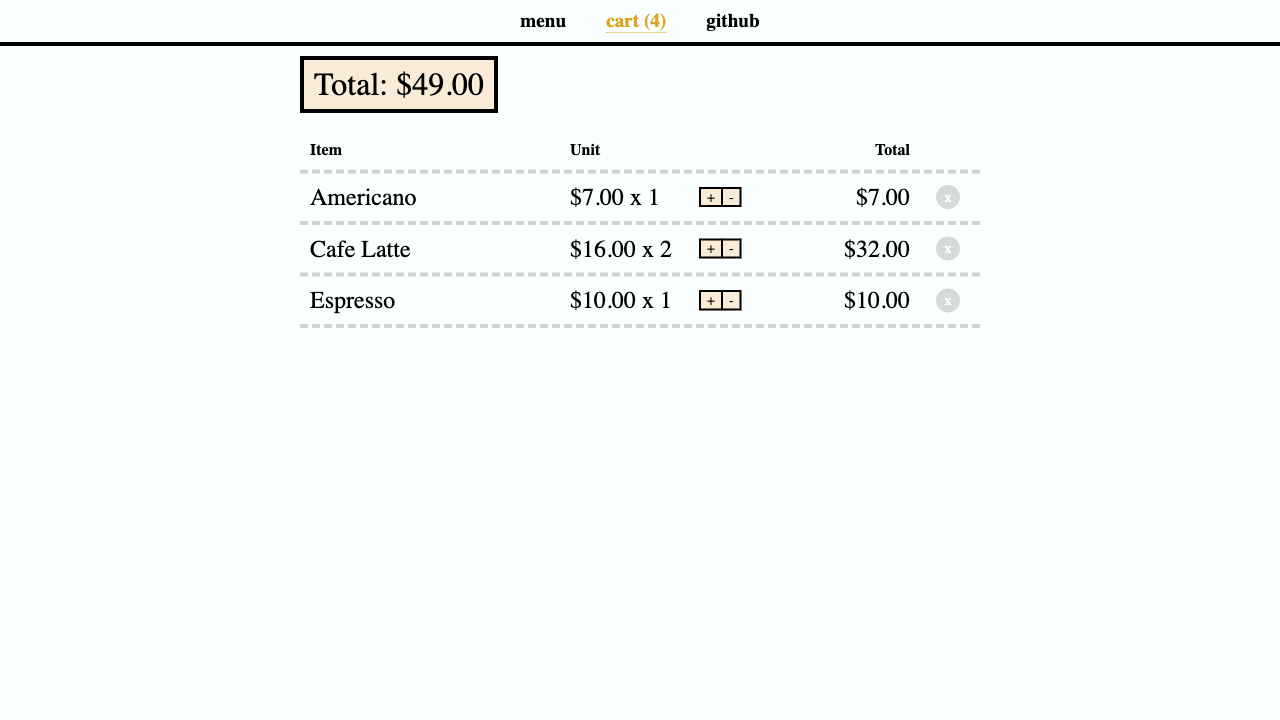 menu cart (4) github
Total: $49.00
Item Unit Total
Americano $7.00 x 1 + - $7.00 x
Cafe Latte $16.00 x 2 + - $32.00 x
Espresso $10.00 x 1 + - $10.00 x